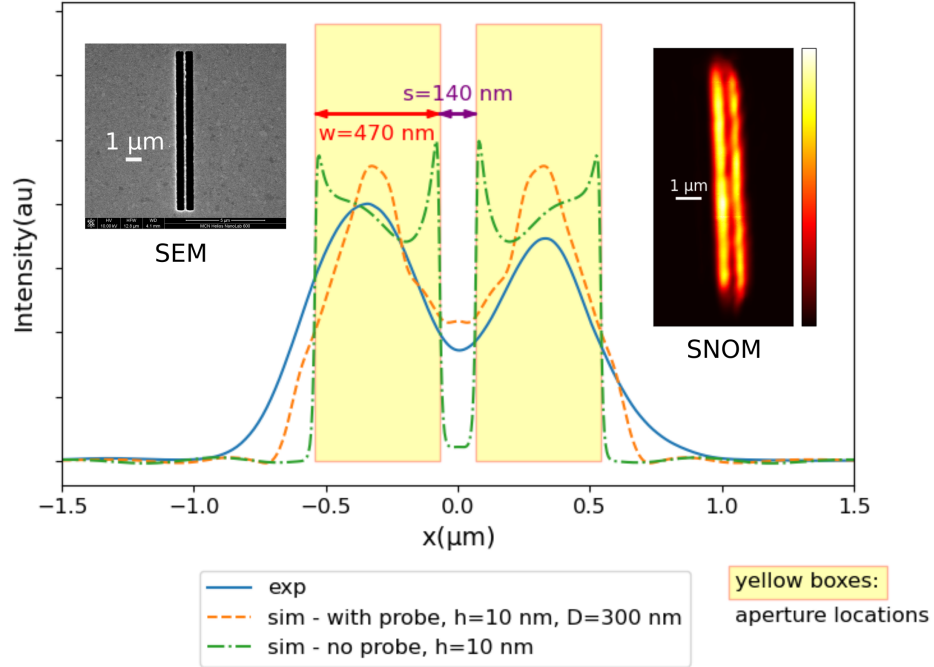 s=140 nm
w=470 nm
1 μm
SEM
1 μm
SNOM
Intensity(au)
−1.5 −1.0 −0.5 0.0 0.5 1.0 1.5
x(μm)
exp
sim - with probe, h=10 nm, D=300 nm
sim - no probe, h=10 nm
yellow boxes:
aperture locations